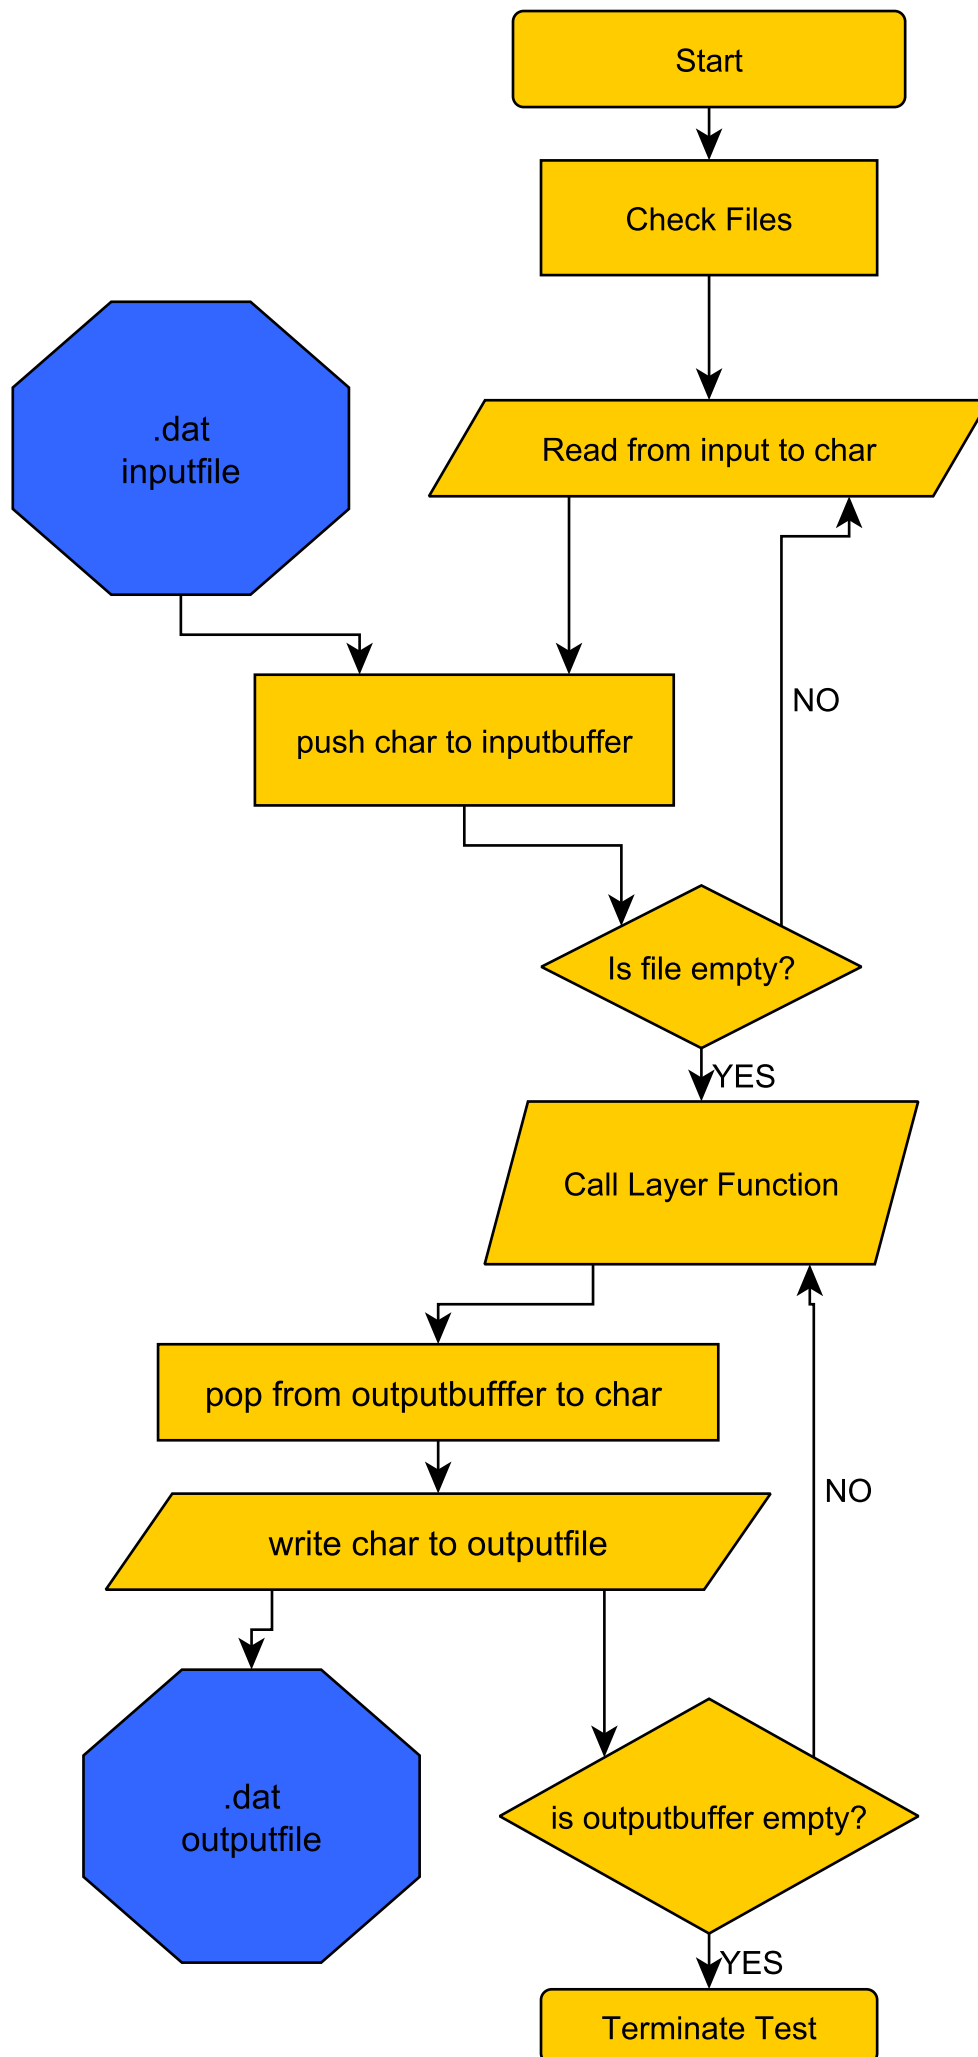 Start
Check Files
.dat
inputfile
Read from input to char
push char to inputbuffer
NO
Is file empty?
YES
Call Layer Function
pop from outputbufffer to char
NO
write char to outputfile
.dat
outputfile
is outputbuffer empty?
YES
Terminate Test